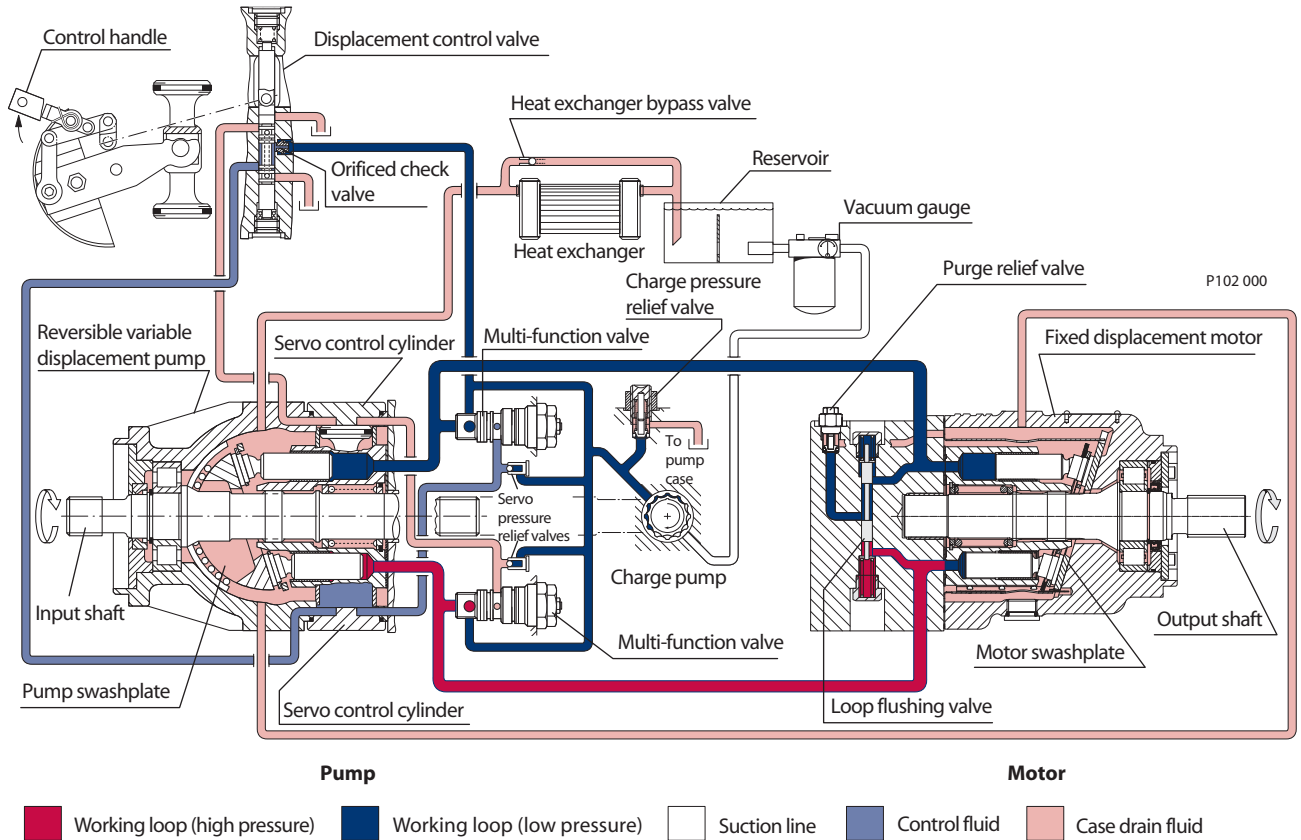 Control handle
Displacement control valve
Heat exchanger bypass valve
Reservoir
Orificed check
valve
Vacuum gauge
Heat exchanger
Purge relief valve
Charge pressure
relief valve
P102 000
Reversible variable
displacement pump
Servo control cylinder
Multi-function valve
Fixed displacement motor
To
pump
case
Servo
pressure
relief valves
Charge pump
Input shaft
Output shaft
Multi-function valve
Motor swashplate
Pump swashplate
Servo control cylinder
Loop flushing valve
Pump
Motor
Working loop (high pressure)
Working loop (low pressure)
Suction line
Control fluid
Case drain fluid